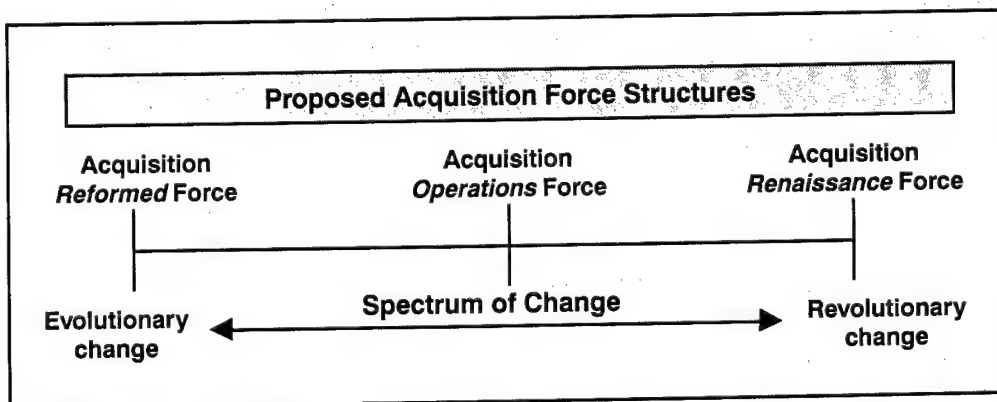 Proposed Acquisition Force Structures
Acquisition
Reformed Force
Acquisition
Operations Force
Acquisition
Renaissance Force
Spectrum of Change
Evolutionary
change
Revolutionary
change